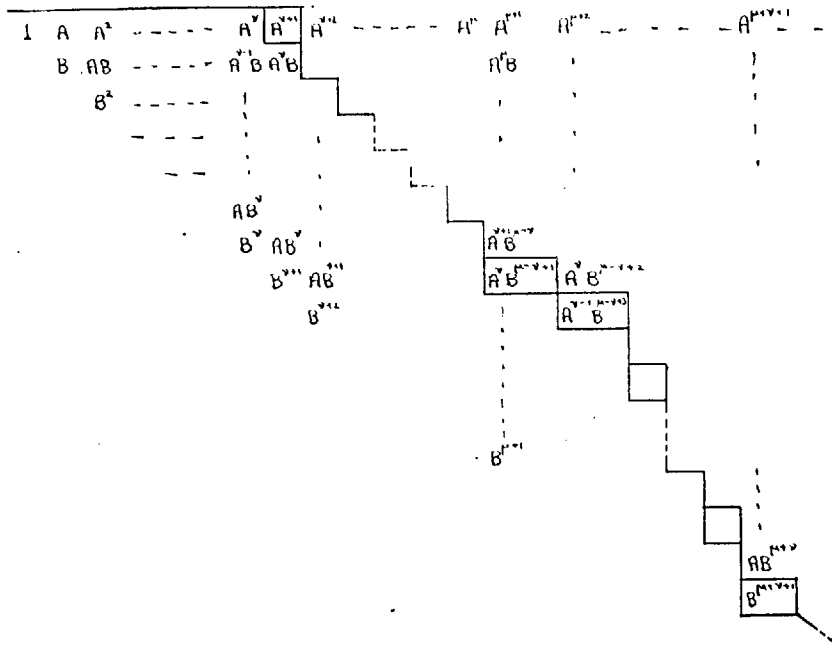 1 A A² - - - - - - A^ν A^{ν+1} A^{ν+2} - - - - - - A^μ A^{μ+1} A^{μ+2} - - - - - - A^{μ+ν+1} - -
B AB - - - - - - A^{ν-1}B A^νB A^μB
B² - - - -
AB^ν
B^ν AB^ν A^{ν+1}B^{μ-ν}
B^{ν+1} AB^{ν+1} A^νB^{μ-ν+1} A^νB^{μ-ν+2}
B^{ν+2} A^{ν-1}B^{μ-ν+3}
B^{μ+1}
AB^{μ+ν}
B^{μ+ν+1}